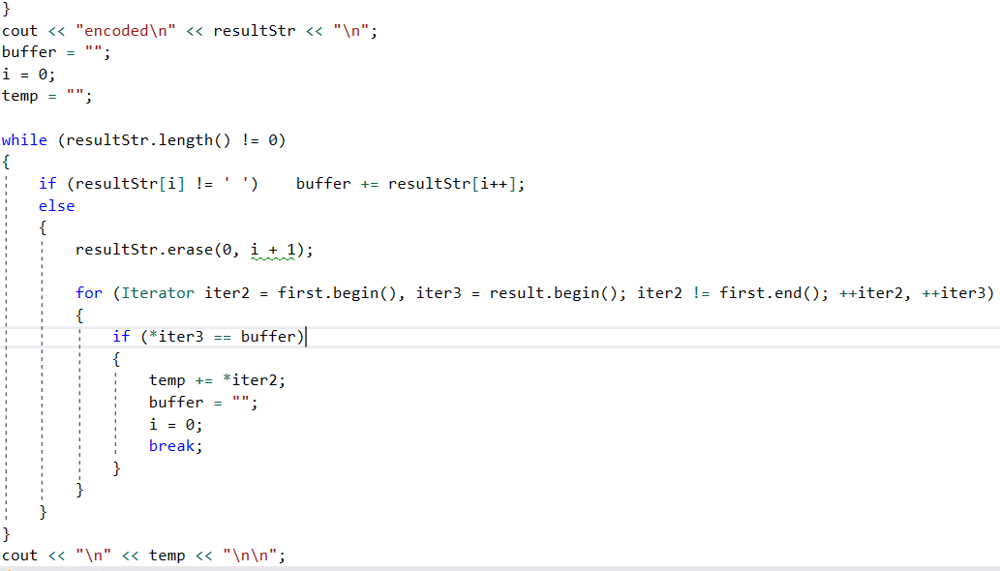 }
cout << "encoded\n" << resultStr << "\n";
buffer = "";
i = 0;
temp = "";

while (resultStr.length() != 0)
{
    if (resultStr[i] != ' ')    buffer += resultStr[i++];
    else
    {
        resultStr.erase(0, i + 1);

        for (Iterator iter2 = first.begin(), iter3 = result.begin(); iter2 != first.end(); ++iter2, ++iter3)
        {
            if (*iter3 == buffer)
            {
                temp += *iter2;
                buffer = "";
                i = 0;
                break;
            }
        }
    }
}
cout << "\n" << temp << "\n\n";